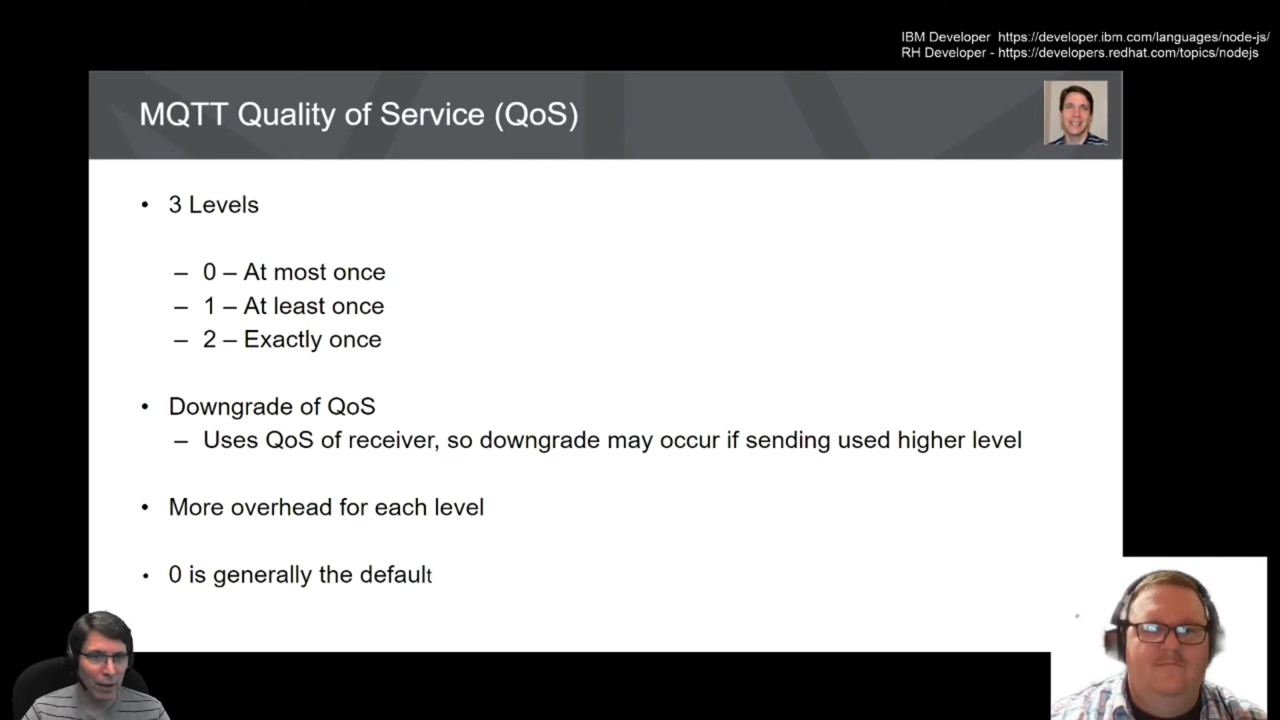 IBM Developer  https://developer.ibm.com/languages/node-js/
RH Developer - https://developers.redhat.com/topics/nodejs
MQTT Quality of Service (QoS)
• 3 Levels
– 0 – At most once
– 1 – At least once
– 2 – Exactly once
• Downgrade of QoS
– Uses QoS of receiver, so downgrade may occur if sending used higher level
• More overhead for each level
• 0 is generally the default